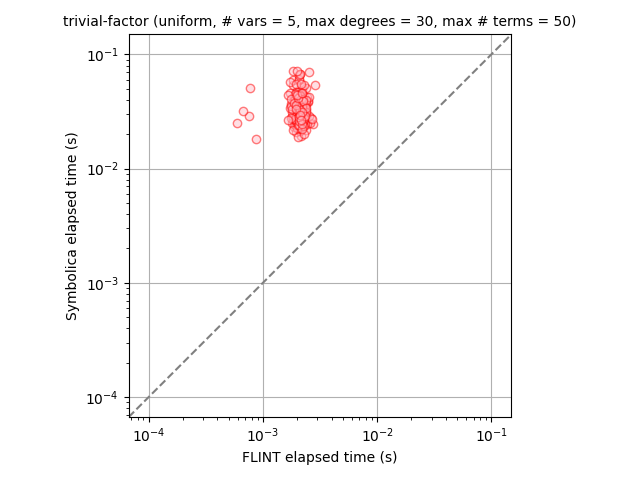 trivial-factor (uniform, # vars = 5, max degrees = 30, max # terms = 50)
Symbolica elapsed time (s)
10⁻¹
10⁻²
10⁻³
10⁻⁴
10⁻⁴ 10⁻³ 10⁻² 10⁻¹
FLINT elapsed time (s)